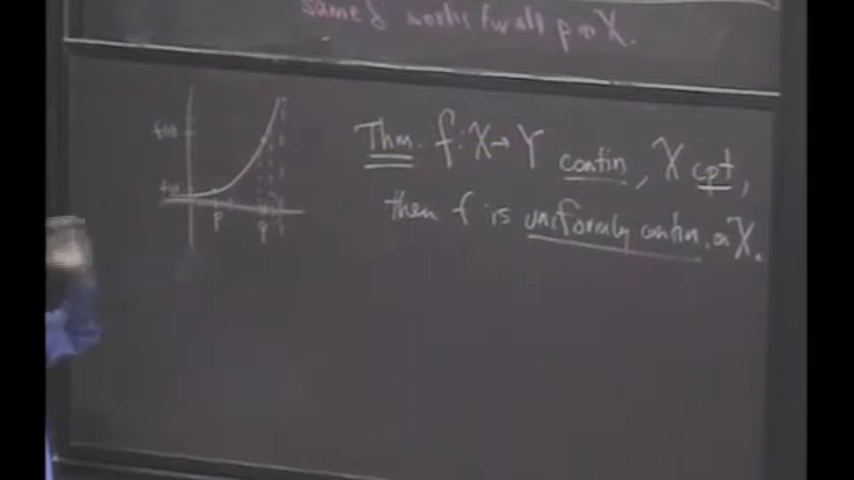 same δ works for all p in X.
f(q)
f(p)
p
q
Thm. f: X → Y contin, X cpt,
then f is uniformly contin. on X.